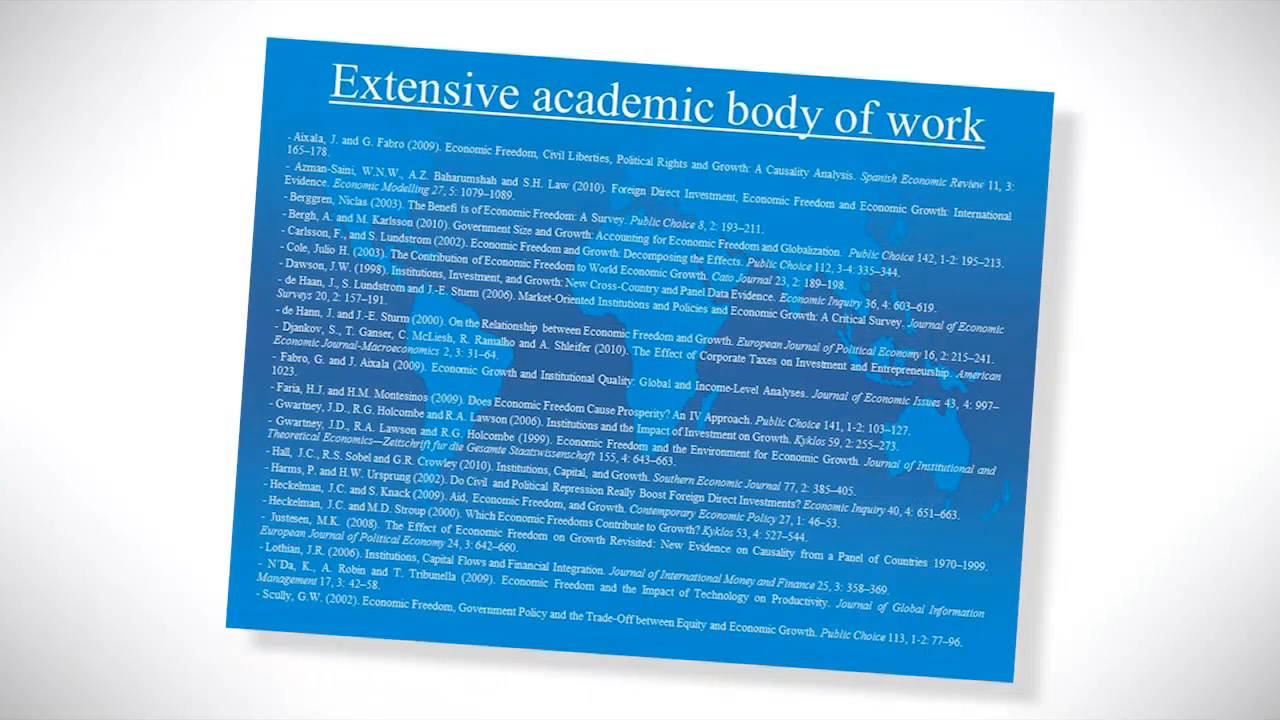 Extensive academic body of work
- Aixala, J. and G. Fabro (2009). Economic Freedom, Civil Liberties, Political Rights and Growth: A Causality Analysis. Spanish Economic Review 11, 3:
165–178.
- Azman-Saini, W.N.W., A.Z. Baharumshah and S.H. Law (2010). Foreign Direct Investment, Economic Freedom and Economic Growth: International
Evidence. Economic Modelling 27, 5: 1079–1089.
- Berggren, Niclas (2003). The Benefi ts of Economic Freedom: A Survey. Public Choice 8, 2: 193–211.
- Bergh, A. and M. Karlsson (2010). Government Size and Growth: Accounting for Economic Freedom and Globalization. Public Choice 142, 1-2: 195–213.
- Carlsson, F., and S. Lundstrom (2002). Economic Freedom and Growth: Decomposing the Effects. Public Choice 112, 3-4: 335–344.
- Cole, Julio H. (2003). The Contribution of Economic Freedom to World Economic Growth. Cato Journal 23, 2: 189–198.
- Dawson, J.W. (1998). Institutions, Investment, and Growth: New Cross-Country and Panel Data Evidence. Economic Inquiry 36, 4: 603–619.
- de Haan, J., S. Lundstrom and J.-E. Sturm (2006). Market-Oriented Institutions and Policies and Economic Growth: A Critical Survey. Journal of Economic
Surveys 20, 2: 157–191.
- de Hann, J. and J.-E. Sturm (2000). On the Relationship between Economic Freedom and Growth. European Journal of Political Economy 16, 2: 215–241.
- Djankov, S., T. Ganser, C. McLiesh, R. Ramalho and A. Shleifer (2010). The Effect of Corporate Taxes on Investment and Entrepreneurship. American
Economic Journal-Macroeconomics 2, 3: 31–64.
- Fabro, G. and J. Aixala (2009). Economic Growth and Institutional Quality: Global and Income-Level Analyses. Journal of Economic Issues 43, 4: 997–
1023.
- Faria, H.J. and H.M. Montesinos (2009). Does Economic Freedom Cause Prosperity? An IV Approach. Public Choice 141, 1-2: 103–127.
- Gwartney, J.D., R.G. Holcombe and R.A. Lawson (2006). Institutions and the Impact of Investment on Growth. Kyklos 59, 2: 255–273.
- Gwartney, J.D., R.A. Lawson and R.G. Holcombe (1999). Economic Freedom and the Environment for Economic Growth. Journal of Institutional and
Theoretical Economics—Zeitschrift fur die Gesamte Staatswissenschaft 155, 4: 643–663.
- Hall, J.C., R.S. Sobel and G.R. Crowley (2010). Institutions, Capital, and Growth. Southern Economic Journal 77, 2: 385–405.
- Harms, P. and H.W. Ursprung (2002). Do Civil and Political Repression Really Boost Foreign Direct Investments? Economic Inquiry 40, 4: 651–663.
- Heckelman, J.C. and S. Knack (2009). Aid, Economic Freedom, and Growth. Contemporary Economic Policy 27, 1: 46–53.
- Heckelman, J.C. and M.D. Stroup (2000). Which Economic Freedoms Contribute to Growth? Kyklos 53, 4: 527–544.
- Justesen, M.K. (2008). The Effect of Economic Freedom on Growth Revisited: New Evidence on Causality from a Panel of Countries 1970–1999.
European Journal of Political Economy 24, 3: 642–660.
- Lothian, J.R. (2006). Institutions, Capital Flows and Financial Integration. Journal of International Money and Finance 25, 3: 358–369.
- N'Da, K., A. Robin and T. Tribunella (2009). Economic Freedom and the Impact of Technology on Productivity. Journal of Global Information
Management 17, 3: 42–58.
- Scully, G.W. (2002). Economic Freedom, Government Policy and the Trade-Off between Equity and Economic Growth. Public Choice 113, 1-2: 77–96.